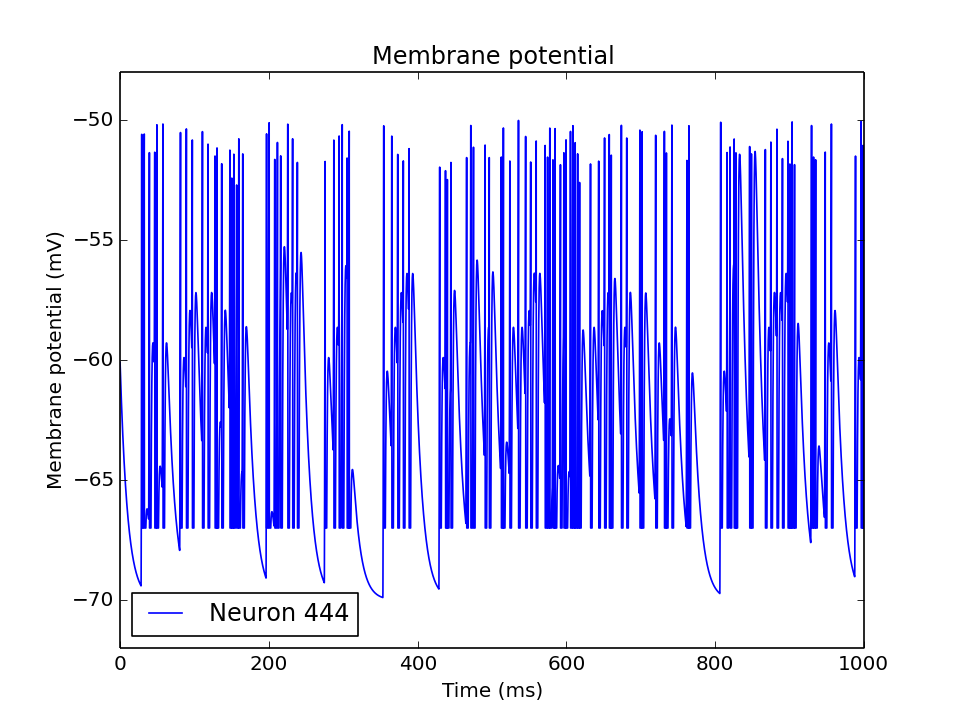 Membrane potential
Membrane potential (mV)
−50
−55
−60
−65
−70
Neuron 444
0 200 400 600 800 1000
Time (ms)